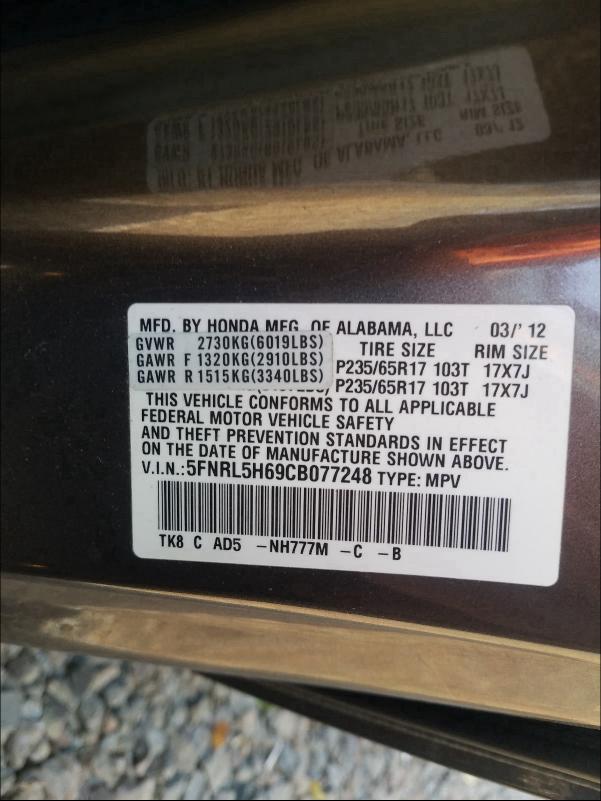 MFD. BY HONDA MFG. OF ALABAMA, LLC 03/' 12
GVWR 2730KG(6019LBS) TIRE SIZE RIM SIZE
GAWR F 1320KG(2910LBS) P235/65R17 103T 17X7J
GAWR R 1515KG(3340LBS) P235/65R17 103T 17X7J
THIS VEHICLE CONFORMS TO ALL APPLICABLE
FEDERAL MOTOR VEHICLE SAFETY
AND THEFT PREVENTION STANDARDS IN EFFECT
ON THE DATE OF MANUFACTURE SHOWN ABOVE.
V.I.N.:5FNRL5H69CB077248 TYPE: MPV
TK8 C AD5 -NH777M -C -B